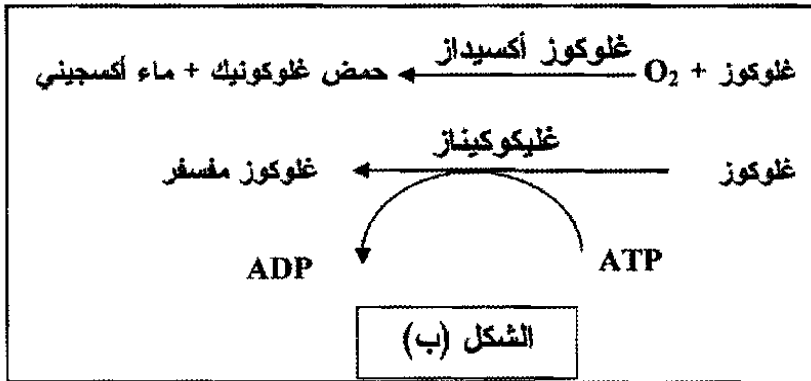 غلوكوز أكسيداز
غلوكوز + O₂ حمض غلوكونيك + ماء أكسجيني
غليكوكيناز
غلوكوز غلوكوز مفسفر
ATP ADP
الشكل (ب)